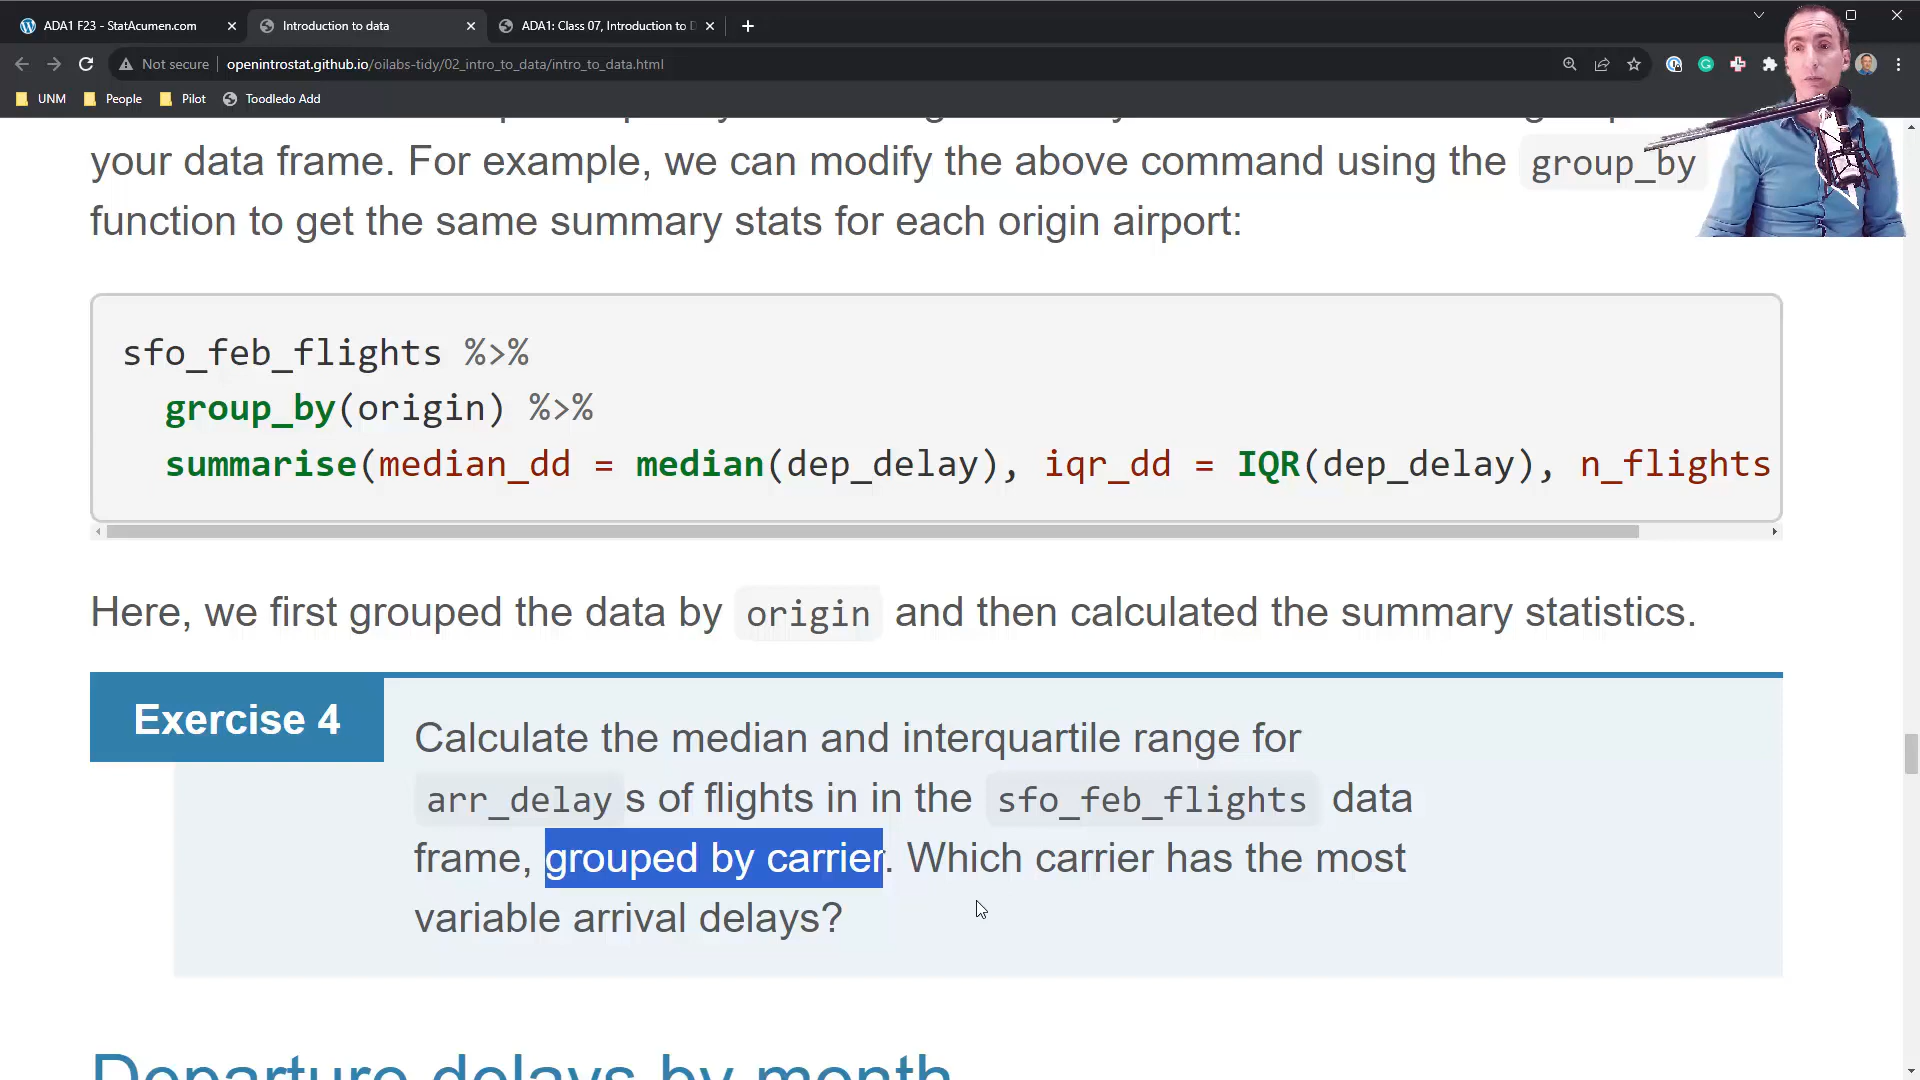 ADA1 F23 - StatAcumen.com
Introduction to data
ADA1: Class 07, Introduction to D
Not secure
openintrostat.github.io/oilabs-tidy/02_intro_to_data/intro_to_data.html
UNM
People
Pilot
Toodledo Add
your data frame. For example, we can modify the above command using the group_by
function to get the same summary stats for each origin airport:
sfo_feb_flights %>%
group_by(origin) %>%
summarise(median_dd = median(dep_delay), iqr_dd = IQR(dep_delay), n_flights
Here, we first grouped the data by origin and then calculated the summary statistics.
Exercise 4
Calculate the median and interquartile range for
arr_delays of flights in in the sfo_feb_flights data
frame, grouped by carrier. Which carrier has the most
variable arrival delays?
Departure delays by month